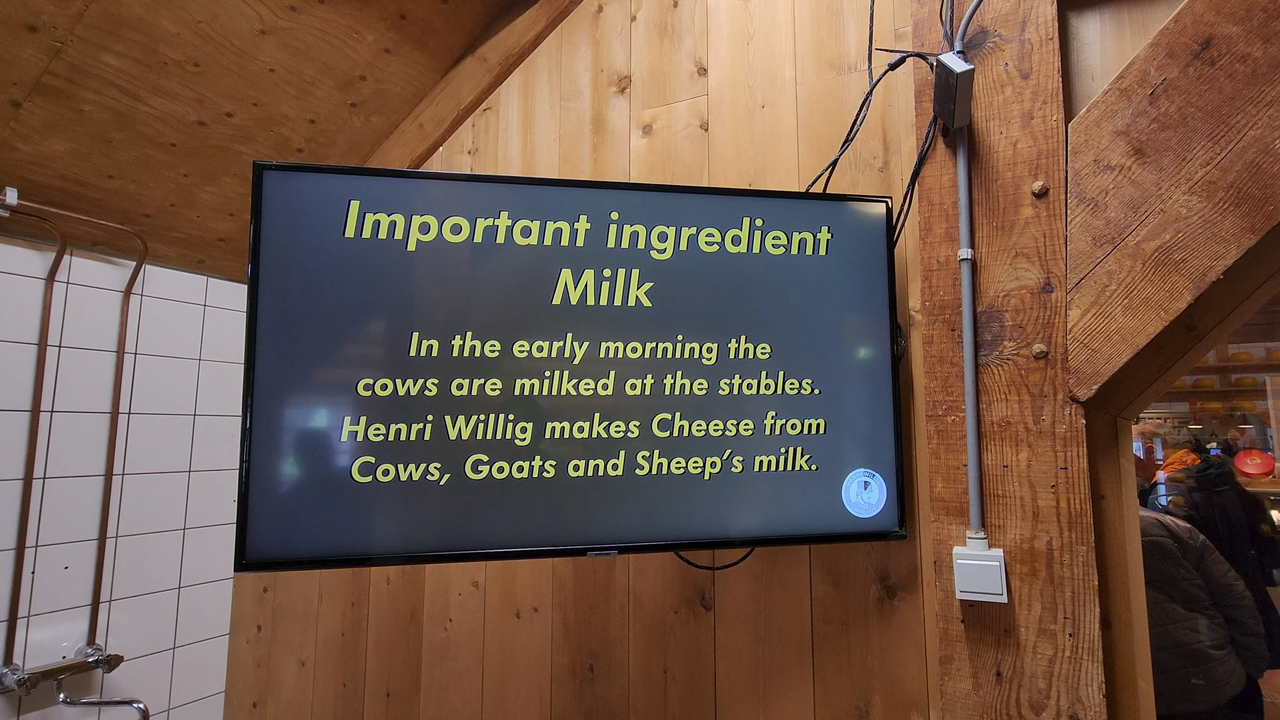 Important ingredient
Milk
In the early morning the
cows are milked at the stables.
Henri Willig makes Cheese from
Cows, Goats and Sheep's milk.